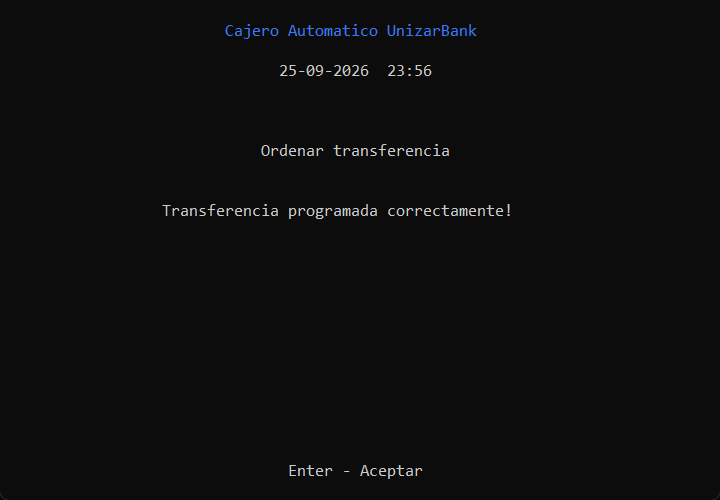 Cajero Automatico UnizarBank
25-09-2026  23:56
Ordenar transferencia
Transferencia programada correctamente!
Enter - Aceptar